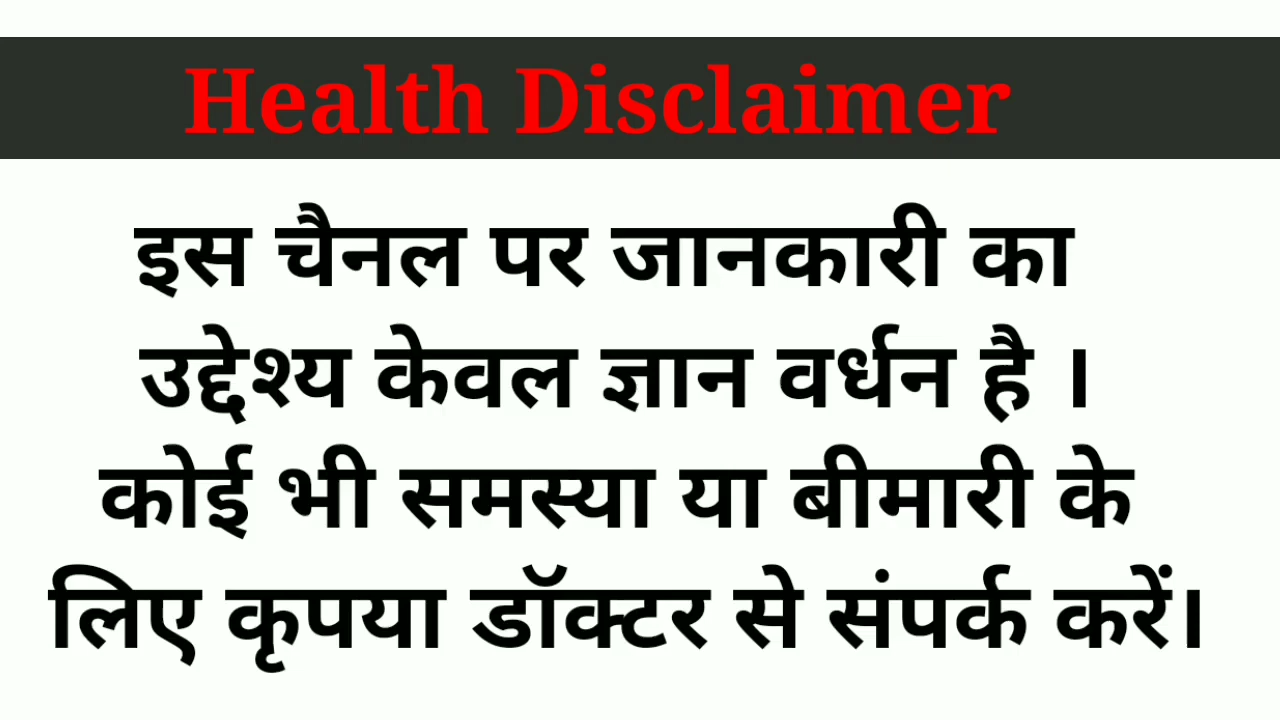 Health Disclaimer
इस चैनल पर जानकारी का
उद्देश्य केवल ज्ञान वर्धन है ।
कोई भी समस्या या बीमारी के
लिए कृपया डॉक्टर से संपर्क करें।